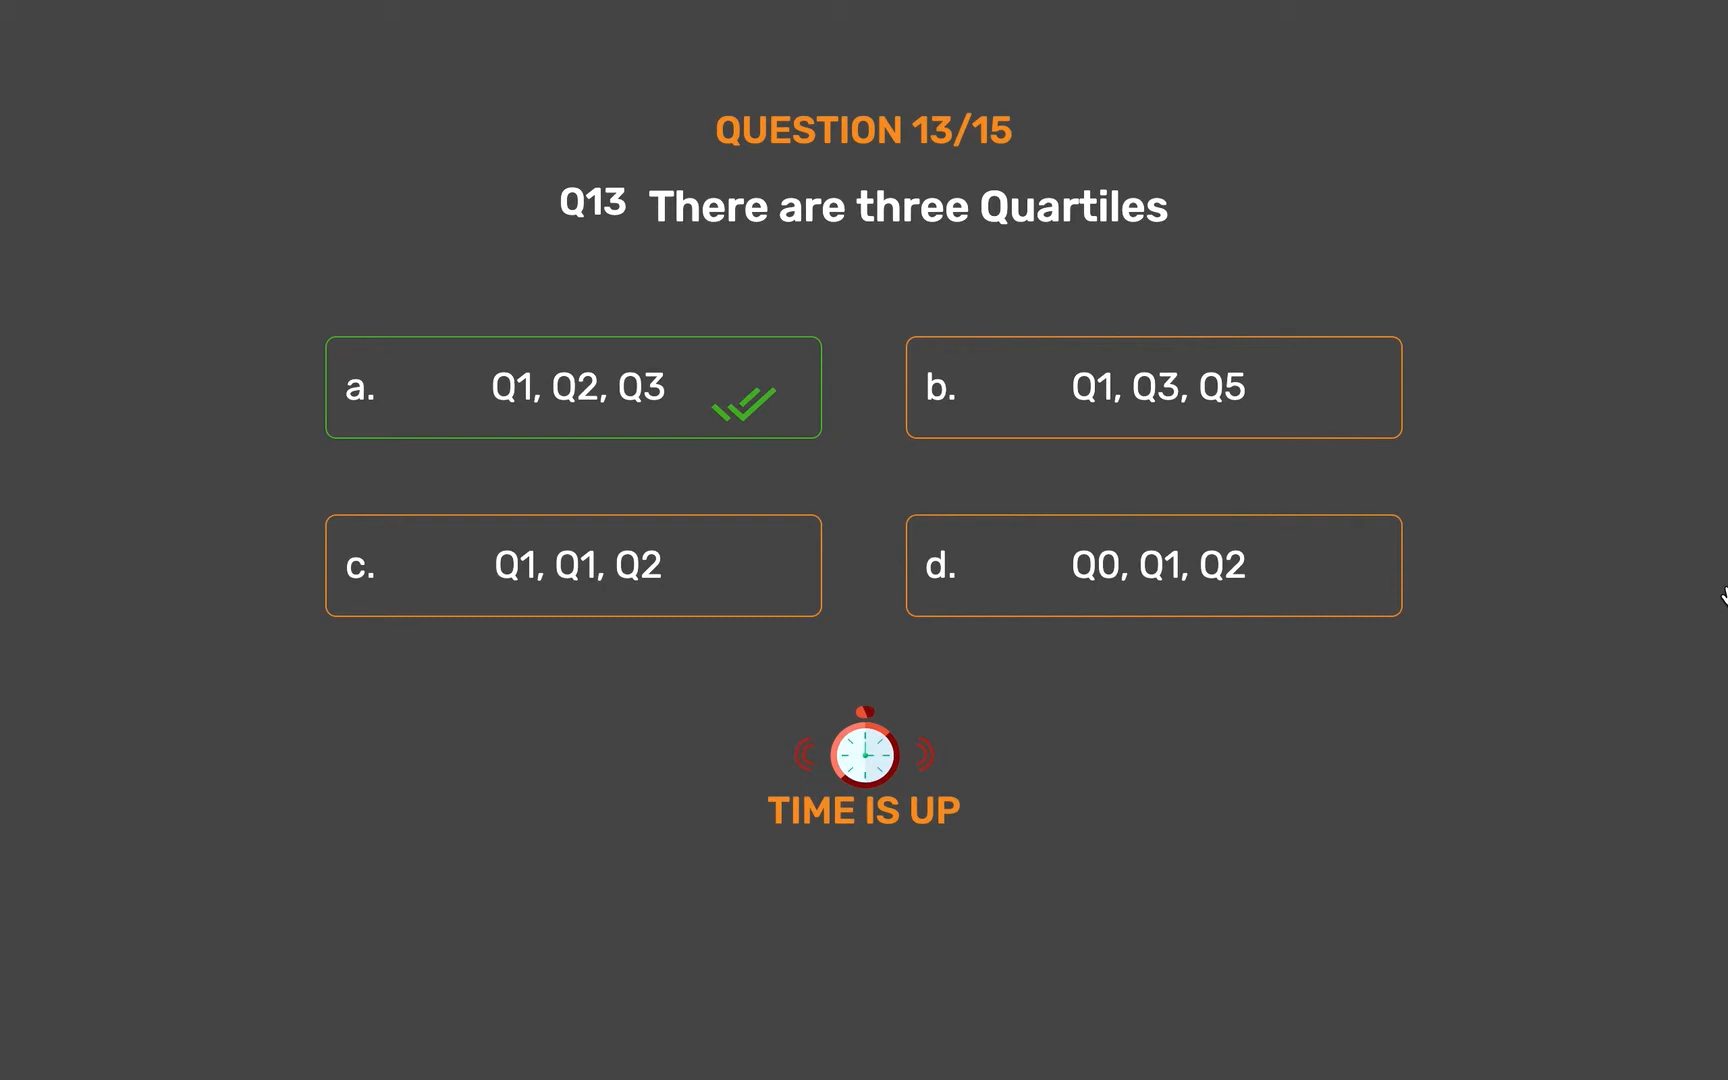 QUESTION 13/15
Q13 There are three Quartiles
a. Q1, Q2, Q3
b. Q1, Q3, Q5
c. Q1, Q1, Q2
d. Q0, Q1, Q2
TIME IS UP